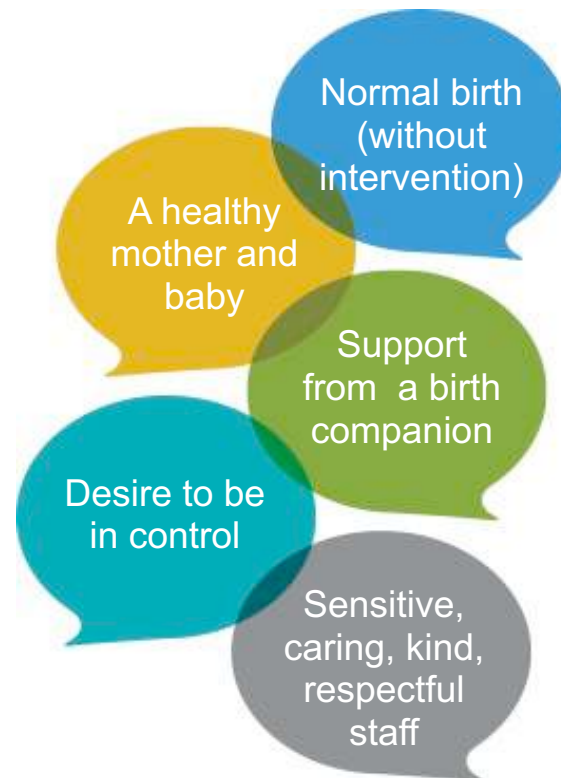 Normal birth
(without
intervention)
A healthy
mother and
baby
Support
from a birth
companion
Desire to be
in control
Sensitive,
caring, kind,
respectful
staff